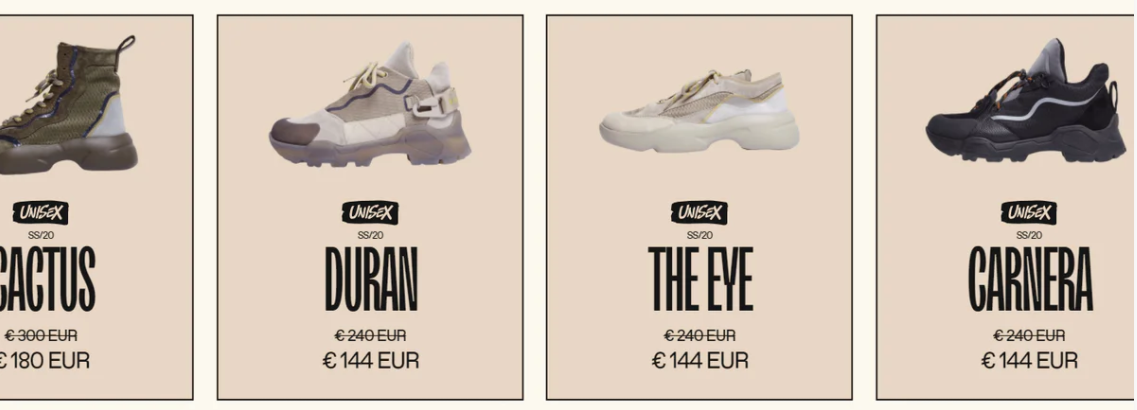 UNISEX
SS/20
CACTUS
€ 300 EUR
€ 180 EUR
UNISEX
SS/20
DURAN
€ 240 EUR
€ 144 EUR
UNISEX
SS/20
THE EYE
€ 240 EUR
€ 144 EUR
UNISEX
SS/20
CARNERA
€ 240 EUR
€ 144 EUR